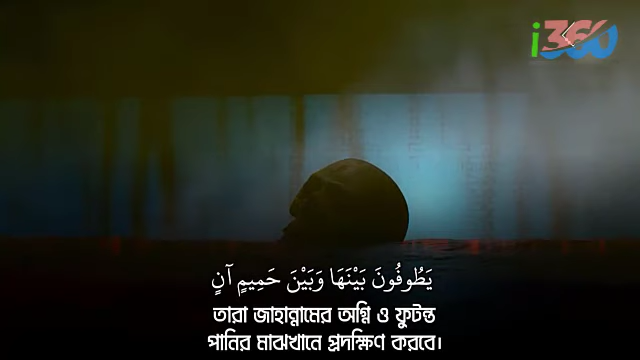 i360
يَطُوفُونَ بَيْنَهَا وَبَيْنَ حَمِيمٍ آنٍ
তারা জাহান্নামের অগ্নি ও ফুটন্ত
পানির মাঝখানে প্রদক্ষিণ করবে।